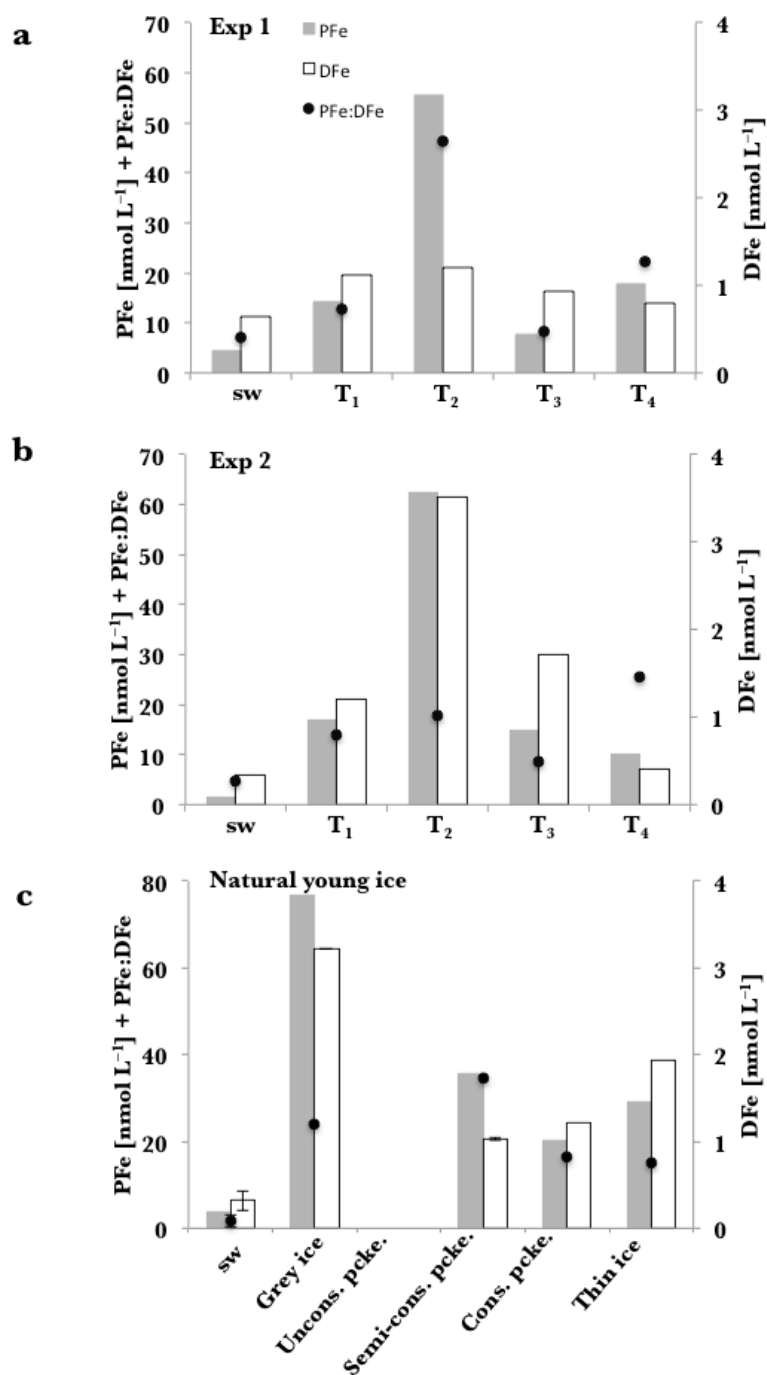 a
Exp 1
PFe
DFe
PFe:DFe
70
60
50
40
30
20
10
0
PFe [nmol L⁻¹] + PFe:DFe
4
3
2
1
0
DFe [nmol L⁻¹]
sw T₁ T₂ T₃ T₄
b
Exp 2
70
60
50
40
30
20
10
0
PFe [nmol L⁻¹] + PFe:DFe
4
3
2
1
0
DFe [nmol L⁻¹]
sw T₁ T₂ T₃ T₄
c
Natural young ice
80
60
40
20
0
PFe [nmol L⁻¹] + PFe:DFe
4
3
2
1
0
DFe [nmol L⁻¹]
sw
Grey ice
Uncons. pcke.
Semi-cons. pcke.
Cons. pcke.
Thin ice